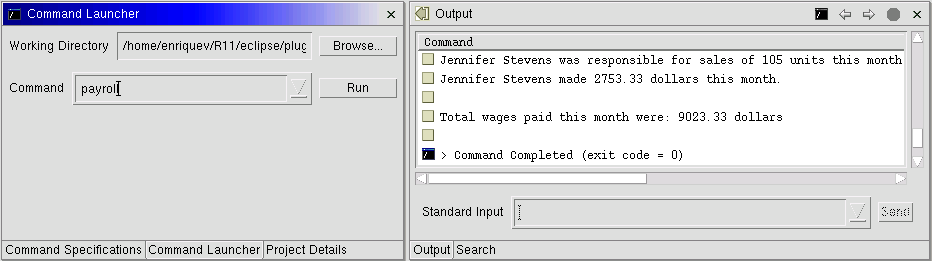 Command Launcher
Working Directory
/home/enriquev/R11/eclipse/plug
Browse...
Command
payroll
Run
Command Specifications
Command Launcher
Project Details
Output
Command
Jennifer Stevens was responsible for sales of 105 units this month
Jennifer Stevens made 2753.33 dollars this month.
Total wages paid this month were: 9023.33 dollars
> Command Completed (exit code = 0)
Standard Input
Send
Output
Search